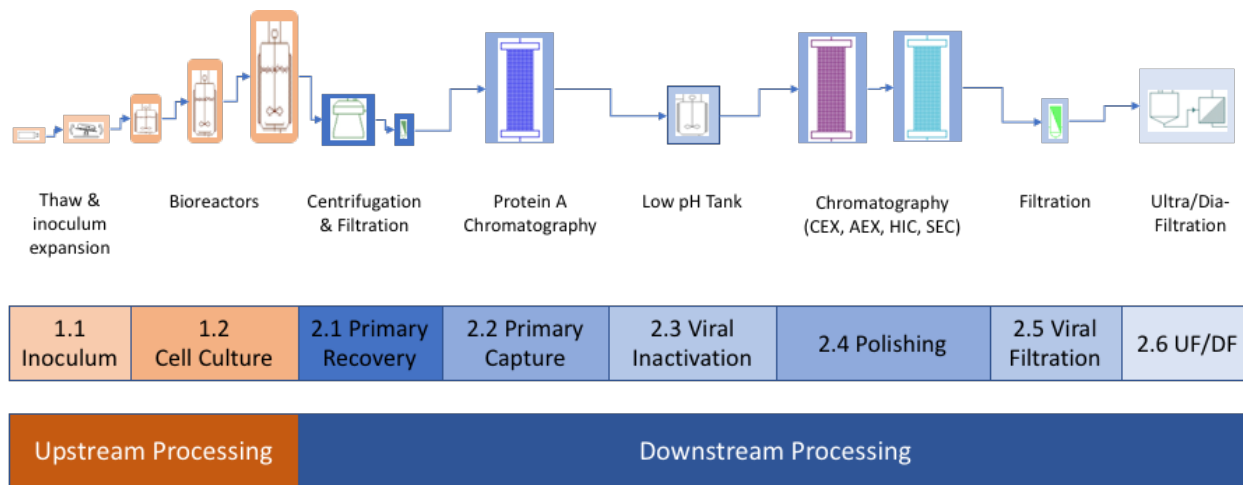 Thaw &
inoculum
expansion
Bioreactors
Centrifugation
& Filtration
Protein A
Chromatography
Low pH Tank
Chromatography
(CEX, AEX, HIC, SEC)
Filtration
Ultra/Dia-
Filtration
1.1
Inoculum
1.2
Cell Culture
2.1 Primary
Recovery
2.2 Primary
Capture
2.3 Viral
Inactivation
2.4 Polishing
2.5 Viral
Filtration
2.6 UF/DF
Upstream Processing
Downstream Processing